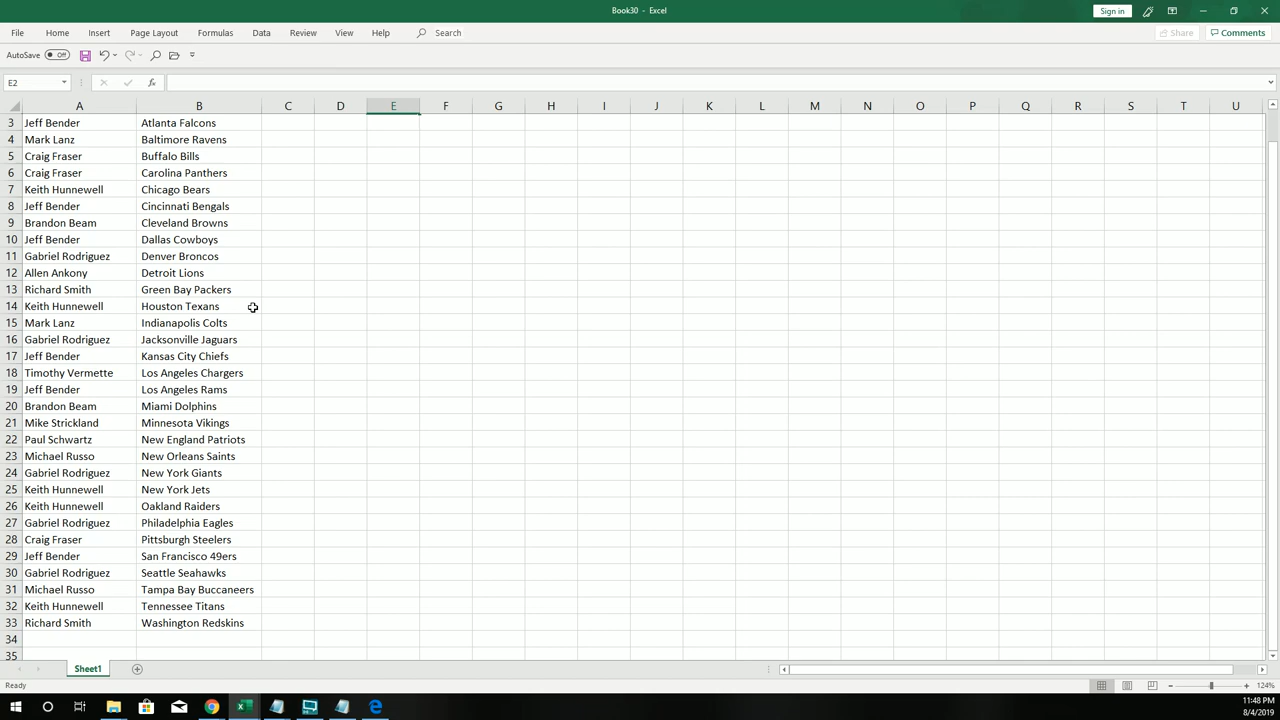 Book30 - Excel
Sign in
File Home Insert Page Layout Formulas Data Review View Help Search Share Comments
AutoSave Off
E2 fx
A B C D E F G H I J K L M N O P Q R S T U
3 Jeff Bender Atlanta Falcons
4 Mark Lanz Baltimore Ravens
5 Craig Fraser Buffalo Bills
6 Craig Fraser Carolina Panthers
7 Keith Hunnewell Chicago Bears
8 Jeff Bender Cincinnati Bengals
9 Brandon Beam Cleveland Browns
10 Jeff Bender Dallas Cowboys
11 Gabriel Rodriguez Denver Broncos
12 Allen Ankony Detroit Lions
13 Richard Smith Green Bay Packers
14 Keith Hunnewell Houston Texans
15 Mark Lanz Indianapolis Colts
16 Gabriel Rodriguez Jacksonville Jaguars
17 Jeff Bender Kansas City Chiefs
18 Timothy Vermette Los Angeles Chargers
19 Jeff Bender Los Angeles Rams
20 Brandon Beam Miami Dolphins
21 Mike Strickland Minnesota Vikings
22 Paul Schwartz New England Patriots
23 Michael Russo New Orleans Saints
24 Gabriel Rodriguez New York Giants
25 Keith Hunnewell New York Jets
26 Keith Hunnewell Oakland Raiders
27 Gabriel Rodriguez Philadelphia Eagles
28 Craig Fraser Pittsburgh Steelers
29 Jeff Bender San Francisco 49ers
30 Gabriel Rodriguez Seattle Seahawks
31 Michael Russo Tampa Bay Buccaneers
32 Keith Hunnewell Tennessee Titans
33 Richard Smith Washington Redskins
34
35
Sheet1
Ready 124%
11:48 PM
8/4/2019